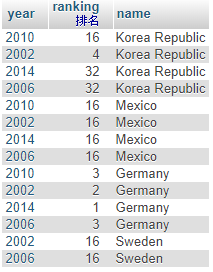 year ranking name
排名
2010 16 Korea Republic
2002 4 Korea Republic
2014 32 Korea Republic
2006 32 Korea Republic
2010 16 Mexico
2002 16 Mexico
2014 16 Mexico
2006 16 Mexico
2010 3 Germany
2002 2 Germany
2014 1 Germany
2006 3 Germany
2002 16 Sweden
2006 16 Sweden